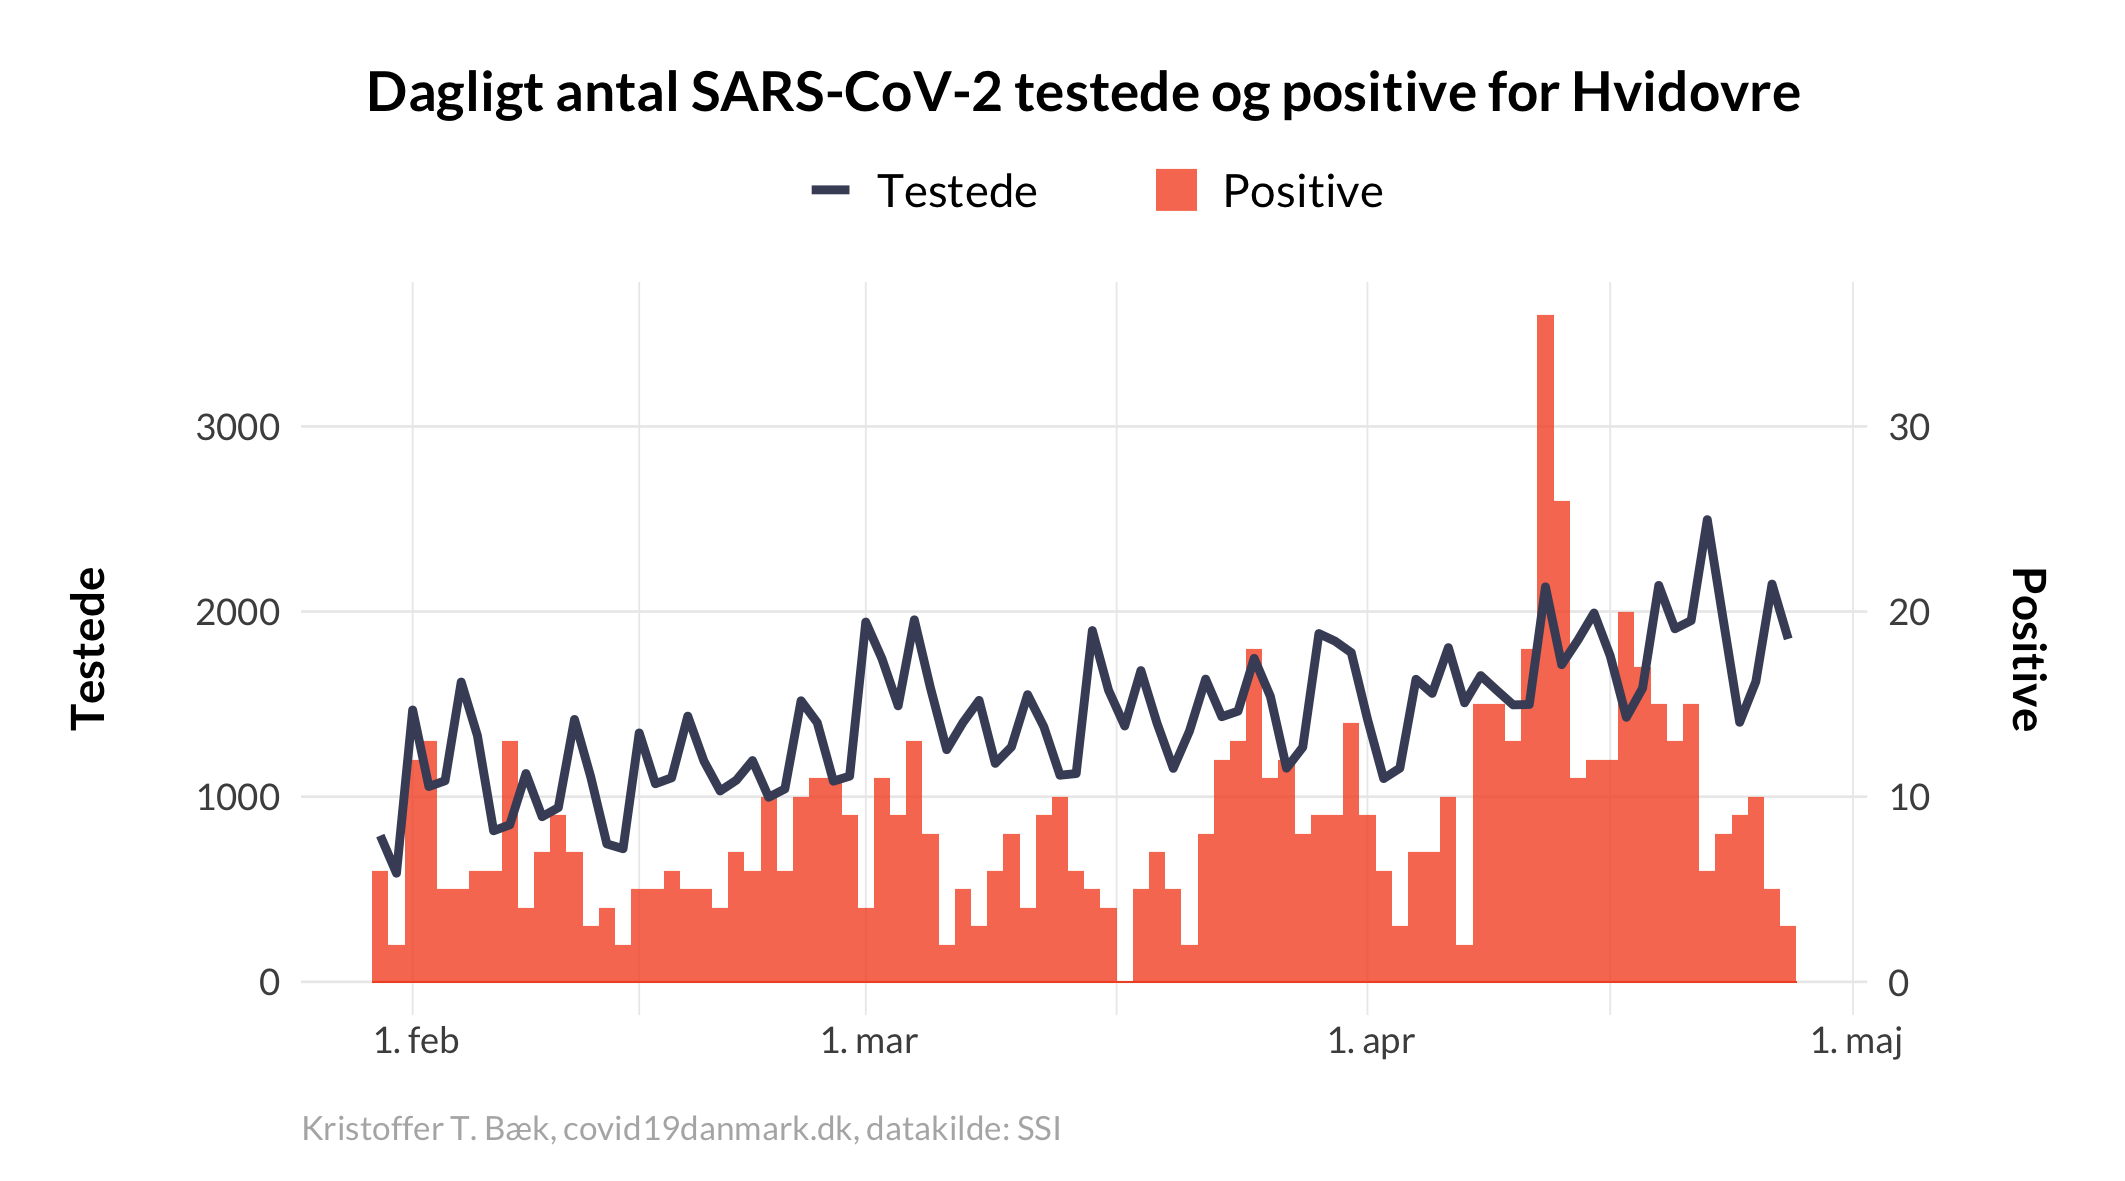 Dagligt antal SARS-CoV-2 testede og positive for Hvidovre
Testede
Positive
Testede
3000
2000
1000
0
30
20
10
0
Positive
1. feb
1. mar
1. apr
1. maj
Kristoffer T. Bæk, covid19danmark.dk, datakilde: SSI